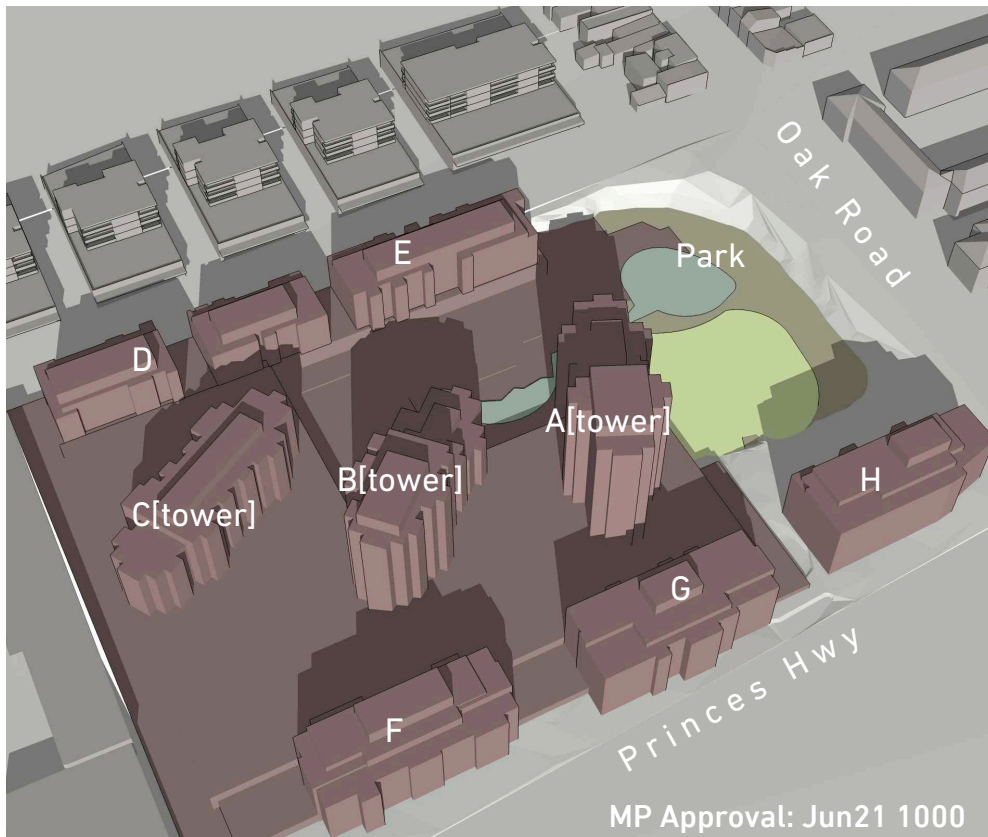 Oak Road
Park
E
D
A[tower]
B[tower]
C[tower]
H
G
F
Princes Hwy
MP Approval: Jun21 1000